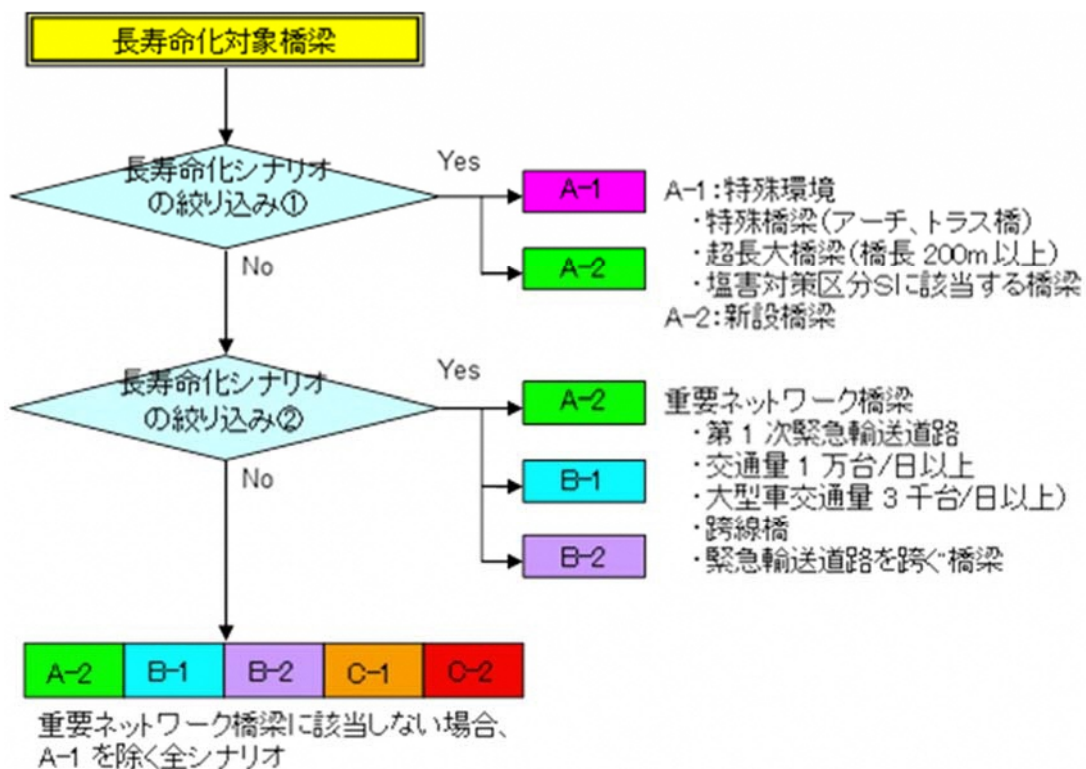 長寿命化対象橋梁
長寿命化シナリオ
の絞り込み①
Yes
No
A-1
A-2
A-1:特殊環境
・特殊橋梁(アーチ、トラス橋)
・超長大橋梁(橋長 200m 以上)
・塩害対策区分SIに該当する橋梁
A-2:新設橋梁
長寿命化シナリオ
の絞り込み②
Yes
No
A-2
B-1
B-2
重要ネットワーク橋梁
・第 1 次緊急輸送道路
・交通量 1 万台/日以上
・大型車交通量 3 千台/日以上)
・跨線橋
・緊急輸送道路を跨ぐ橋梁
A-2 B-1 B-2 C-1 C-2
重要ネットワーク橋梁に該当しない場合、
A-1 を除く全シナリオ